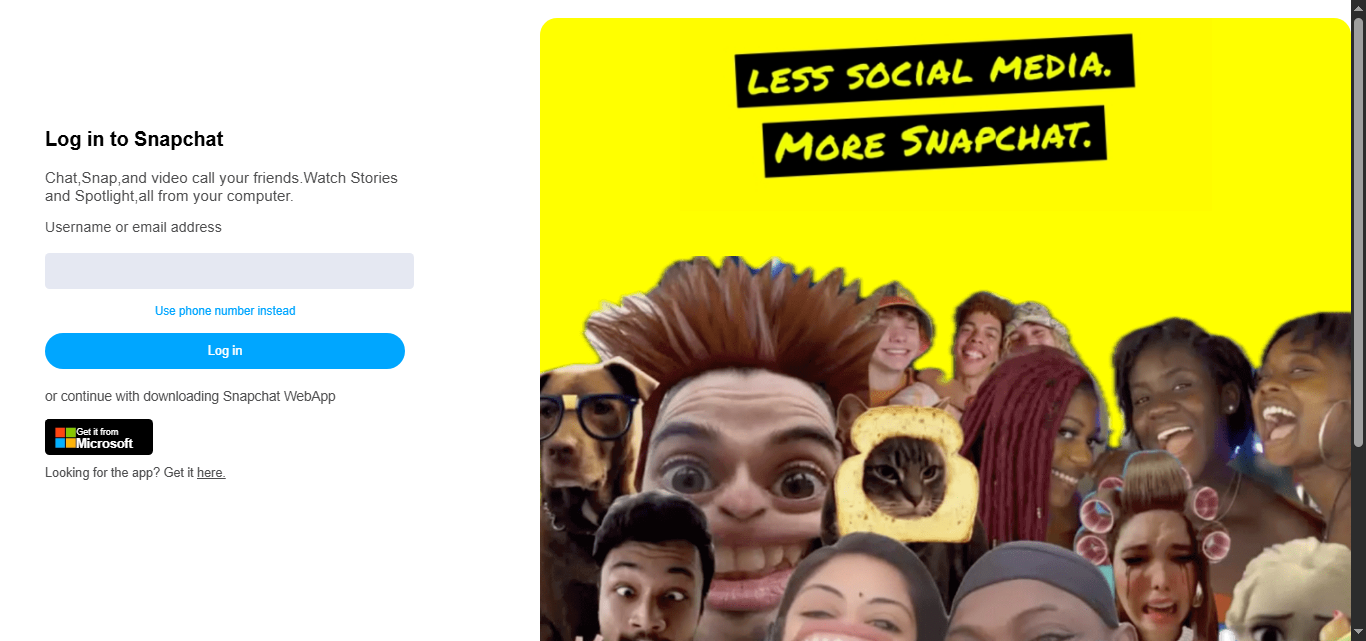 Log in to Snapchat
Chat,Snap,and video call your friends.Watch Stories
and Spotlight,all from your computer.
Username or email address
Use phone number instead
Log in
or continue with downloading Snapchat WebApp
Get it from
Microsoft
Looking for the app? Get it here.
LESS SOCIAL MEDIA.
MORE SNAPCHAT.